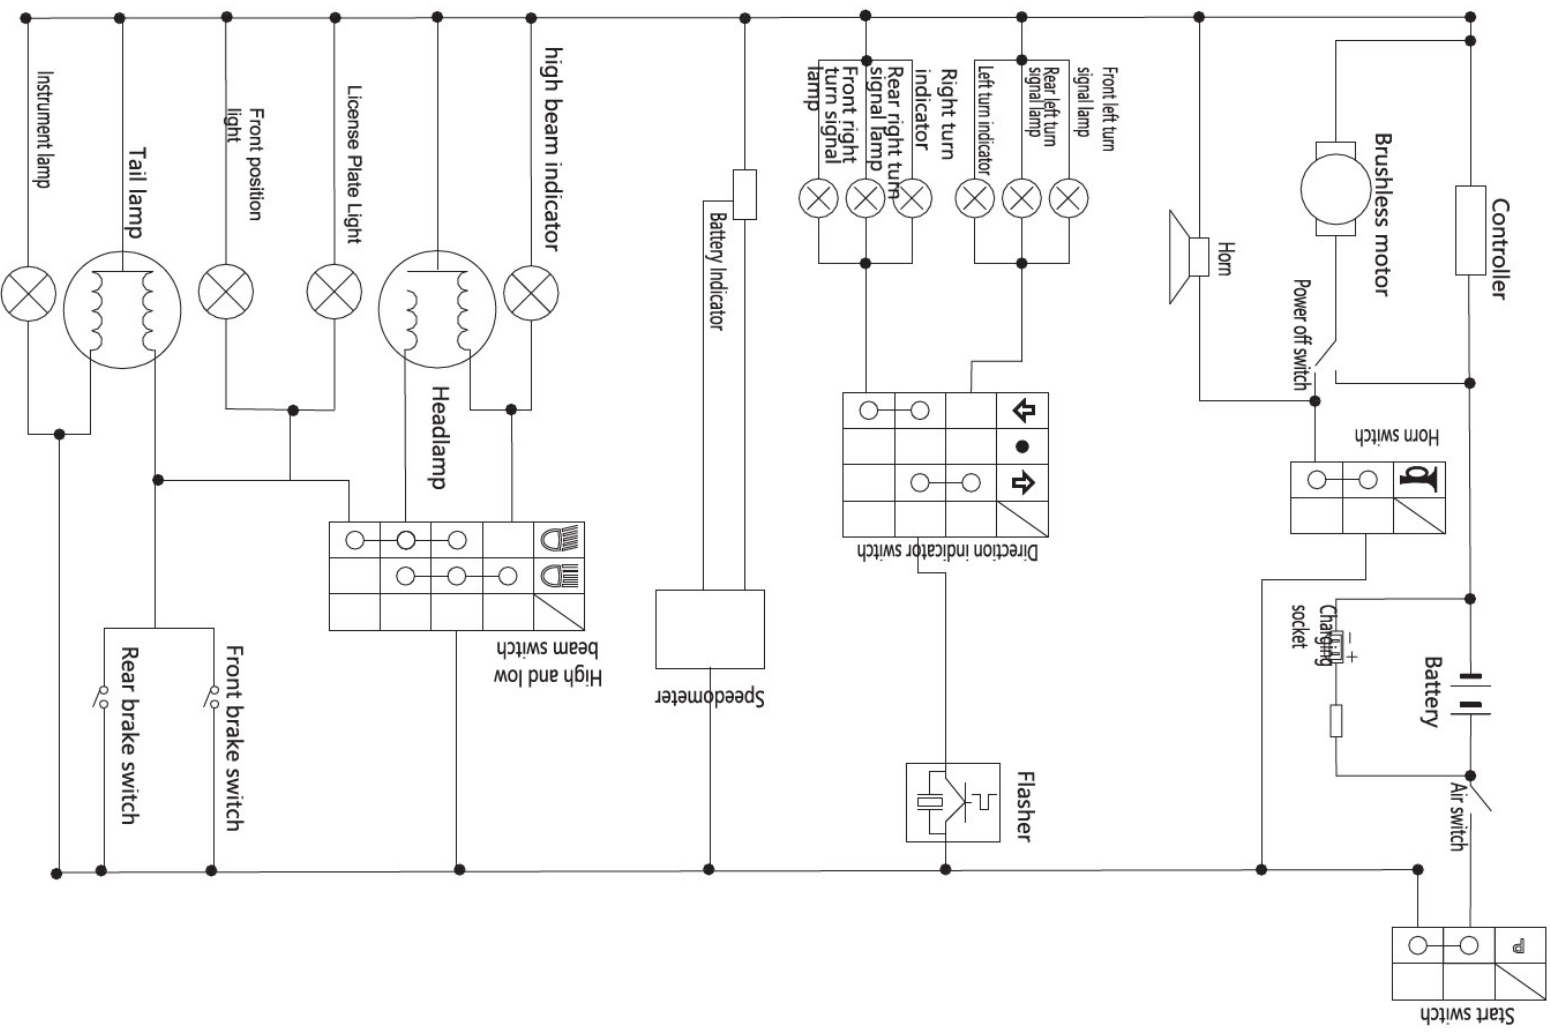 Instrument lamp
Tail lamp
Front position
light
License Plate Light
high beam indicator
Headlamp
Battery Indicator
Front right
turn signal
lamp
Rear right turn
signal lamp
Right turn
indicator
Left turn indicator
Rear left turn
signal lamp
Front left turn
signal lamp
Horn
Brushless motor
Controller
Power off switch
Horn switch
Direction indicator switch
High and low
beam switch
Speedometer
Rear brake switch
Front brake switch
Flasher
Charging
socket
− +
Battery
Air switch
P
Start switch